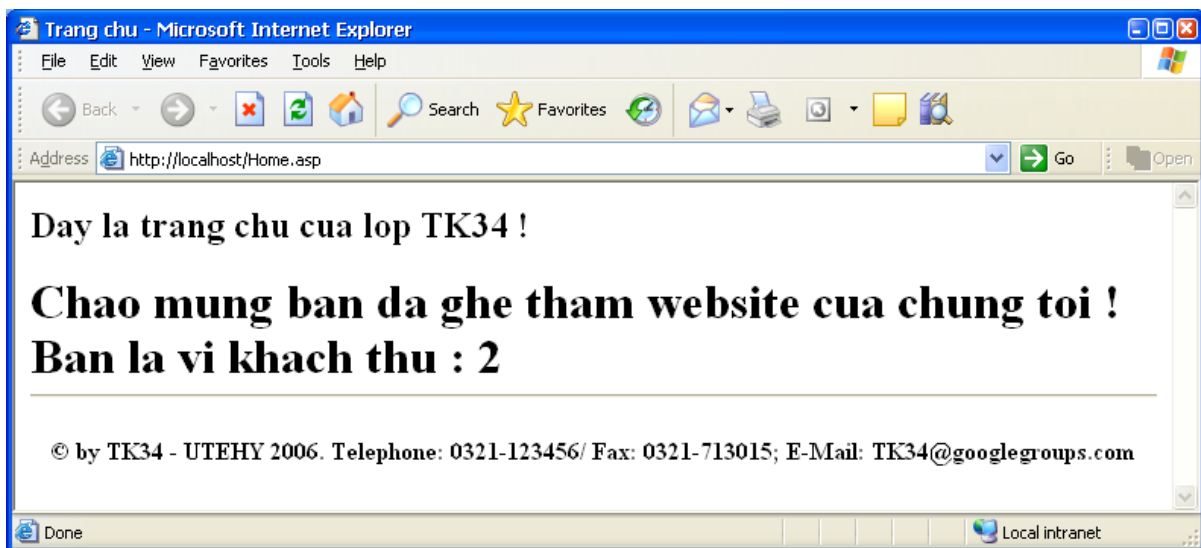 Trang chu - Microsoft Internet Explorer
File Edit View Favorites Tools Help
Back Search Favorites
Address http://localhost/Home.asp Go Open
Day la trang chu cua lop TK34 !
Chao mung ban da ghe tham website cua chung toi !
Ban la vi khach thu : 2
© by TK34 - UTEHY 2006. Telephone: 0321-123456/ Fax: 0321-713015; E-Mail: TK34@googlegroups.com
Done Local intranet